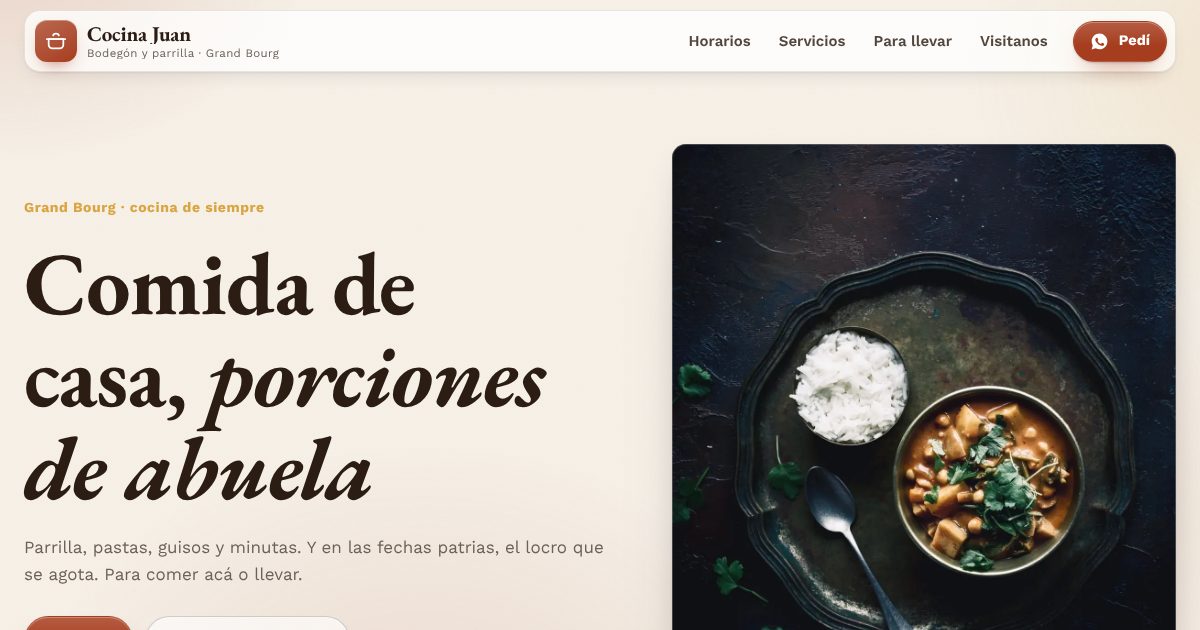 Cocina Juan
Bodegón y parrilla · Grand Bourg
Horarios
Servicios
Para llevar
Visitanos
Pedí
Grand Bourg · cocina de siempre
Comida de
casa, porciones
de abuela
Parrilla, pastas, guisos y minutas. Y en las fechas patrias, el locro que
se agota. Para comer acá o llevar.